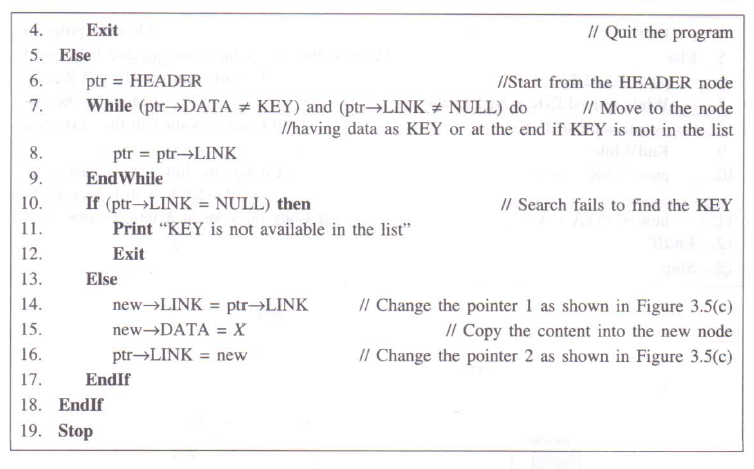 4. Exit // Quit the program
5. Else
6. ptr = HEADER //Start from the HEADER node
7. While (ptr→DATA ≠ KEY) and (ptr→LINK ≠ NULL) do // Move to the node
//having data as KEY or at the end if KEY is not in the list
8. ptr = ptr→LINK
9. EndWhile
10. If (ptr→LINK = NULL) then // Search fails to find the KEY
11. Print “KEY is not available in the list”
12. Exit
13. Else
14. new→LINK = ptr→LINK // Change the pointer 1 as shown in Figure 3.5(c)
15. new→DATA = X // Copy the content into the new node
16. ptr→LINK = new // Change the pointer 2 as shown in Figure 3.5(c)
17. EndIf
18. EndIf
19. Stop